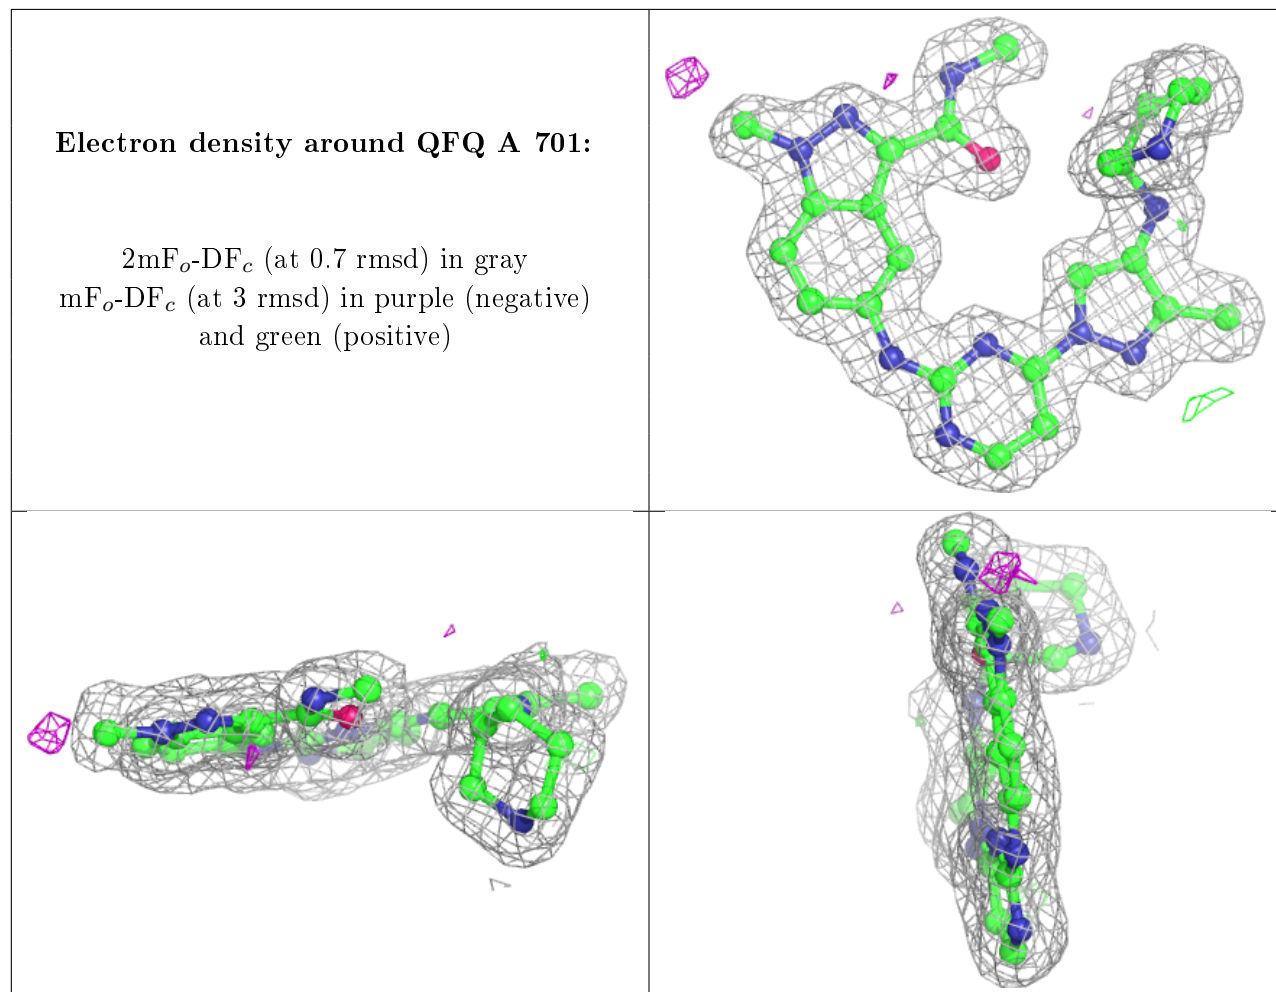 Electron density around QFQ A 701:
2mFₒ-DF𝒸 (at 0.7 rmsd) in gray
mFₒ-DF𝒸 (at 3 rmsd) in purple (negative)
and green (positive)